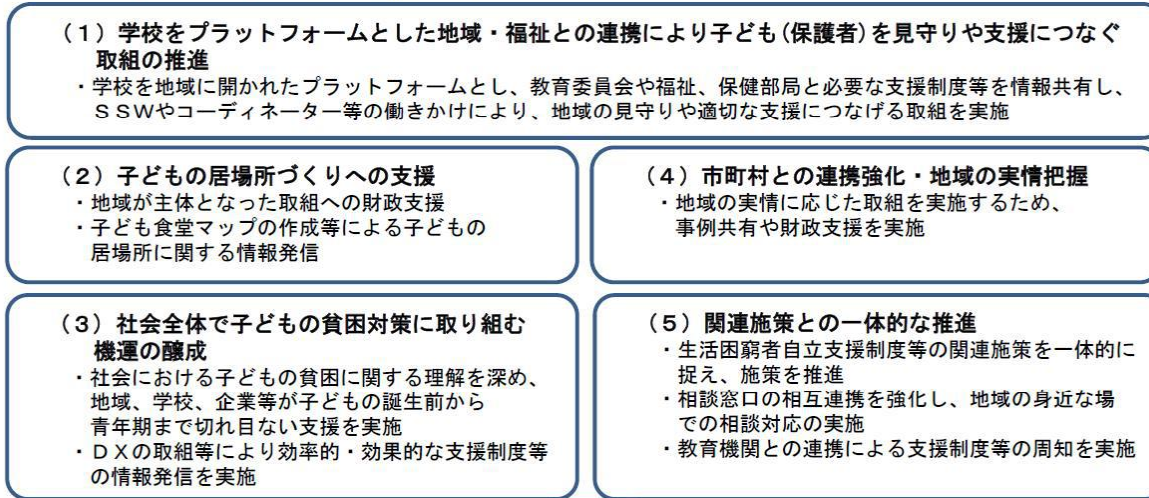 （１）学校をプラットフォームとした地域・福祉との連携により子ども(保護者)を見守りや支援につなぐ
取組の推進
・学校を地域に開かれたプラットフォームとし、教育委員会や福祉、保健部局と必要な支援制度等を情報共有し、
ＳＳＷやコーディネーター等の働きかけにより、地域の見守りや適切な支援につなげる取組を実施
（２）子どもの居場所づくりへの支援
・地域が主体となった取組への財政支援
・子ども食堂マップの作成等による子どもの
居場所に関する情報発信
（３）社会全体で子どもの貧困対策に取り組む
機運の醸成
・社会における子どもの貧困に関する理解を深め、
地域、学校、企業等が子どもの誕生前から
青年期まで切れ目ない支援を実施
・ＤＸの取組等により効率的・効果的な支援制度等
の情報発信を実施
（４）市町村との連携強化・地域の実情把握
・地域の実情に応じた取組を実施するため、
事例共有や財政支援を実施
（５）関連施策との一体的な推進
・生活困窮者自立支援制度等の関連施策を一体的に
捉え、施策を推進
・相談窓口の相互連携を強化し、地域の身近な場
での相談対応の実施
・教育機関との連携による支援制度等の周知を実施